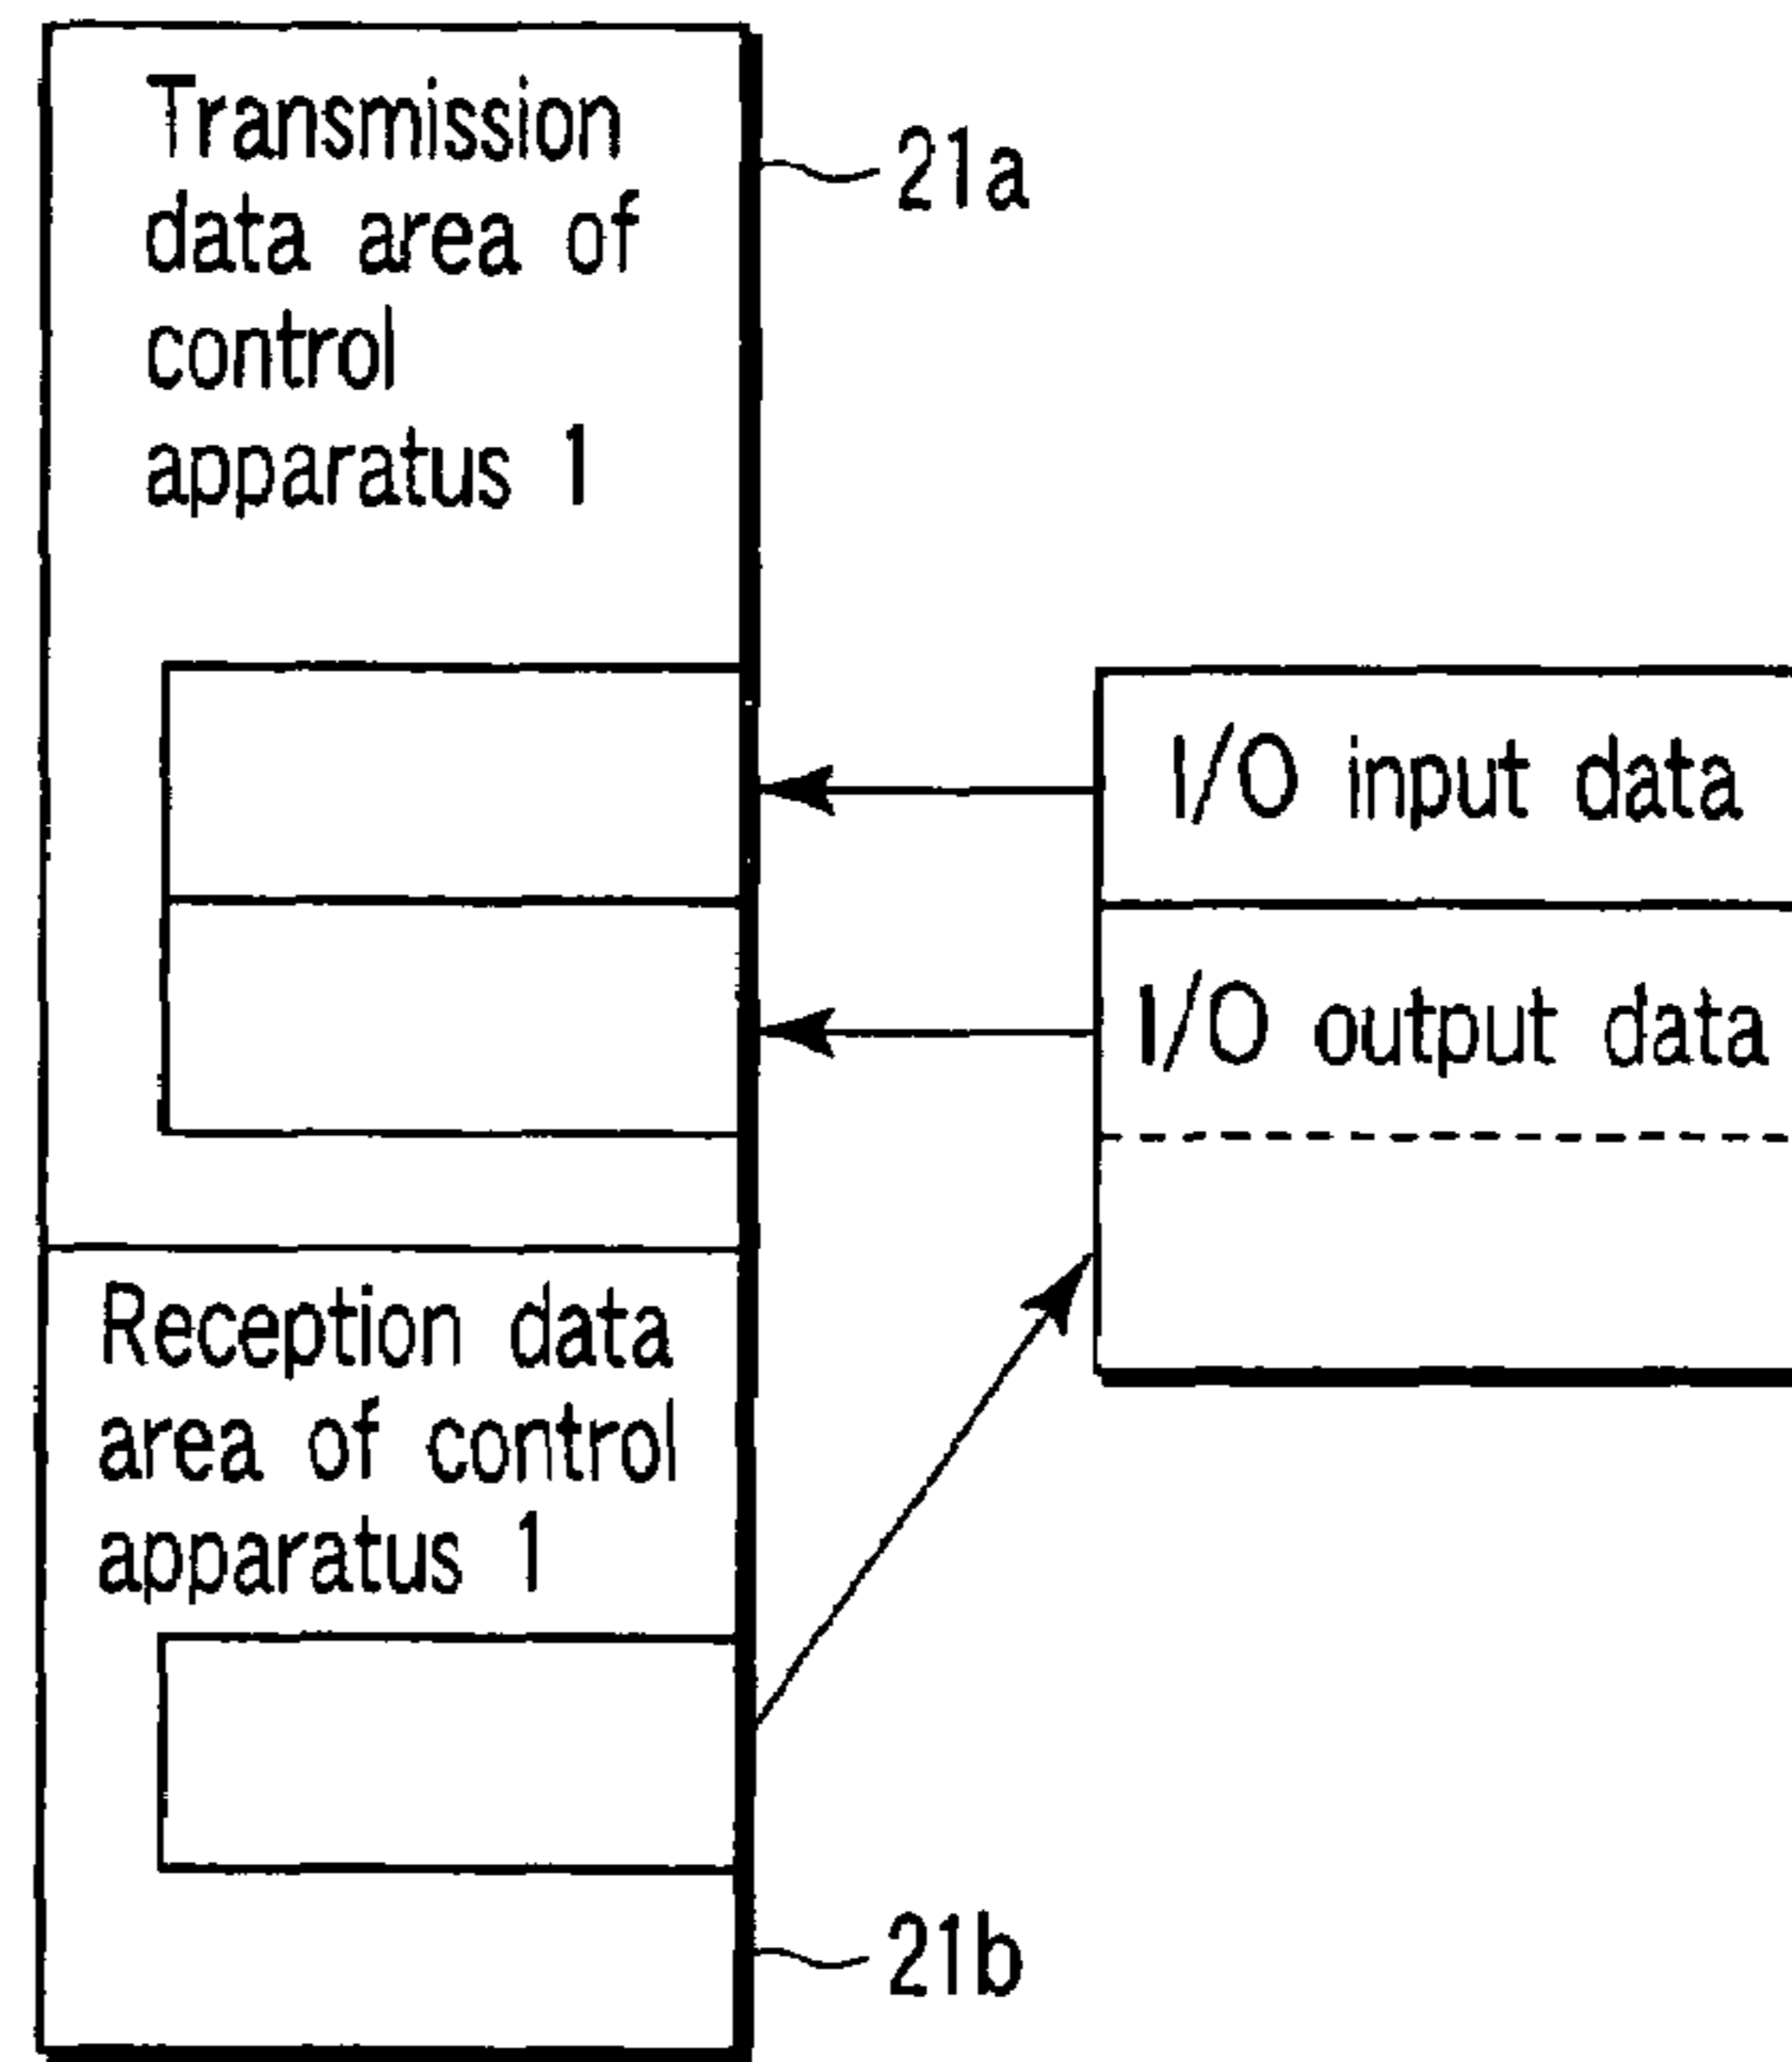 Transmission
data area of
control
apparatus 1
21a
I/O input data
I/O output data
Reception data
area of control
apparatus 1
21b